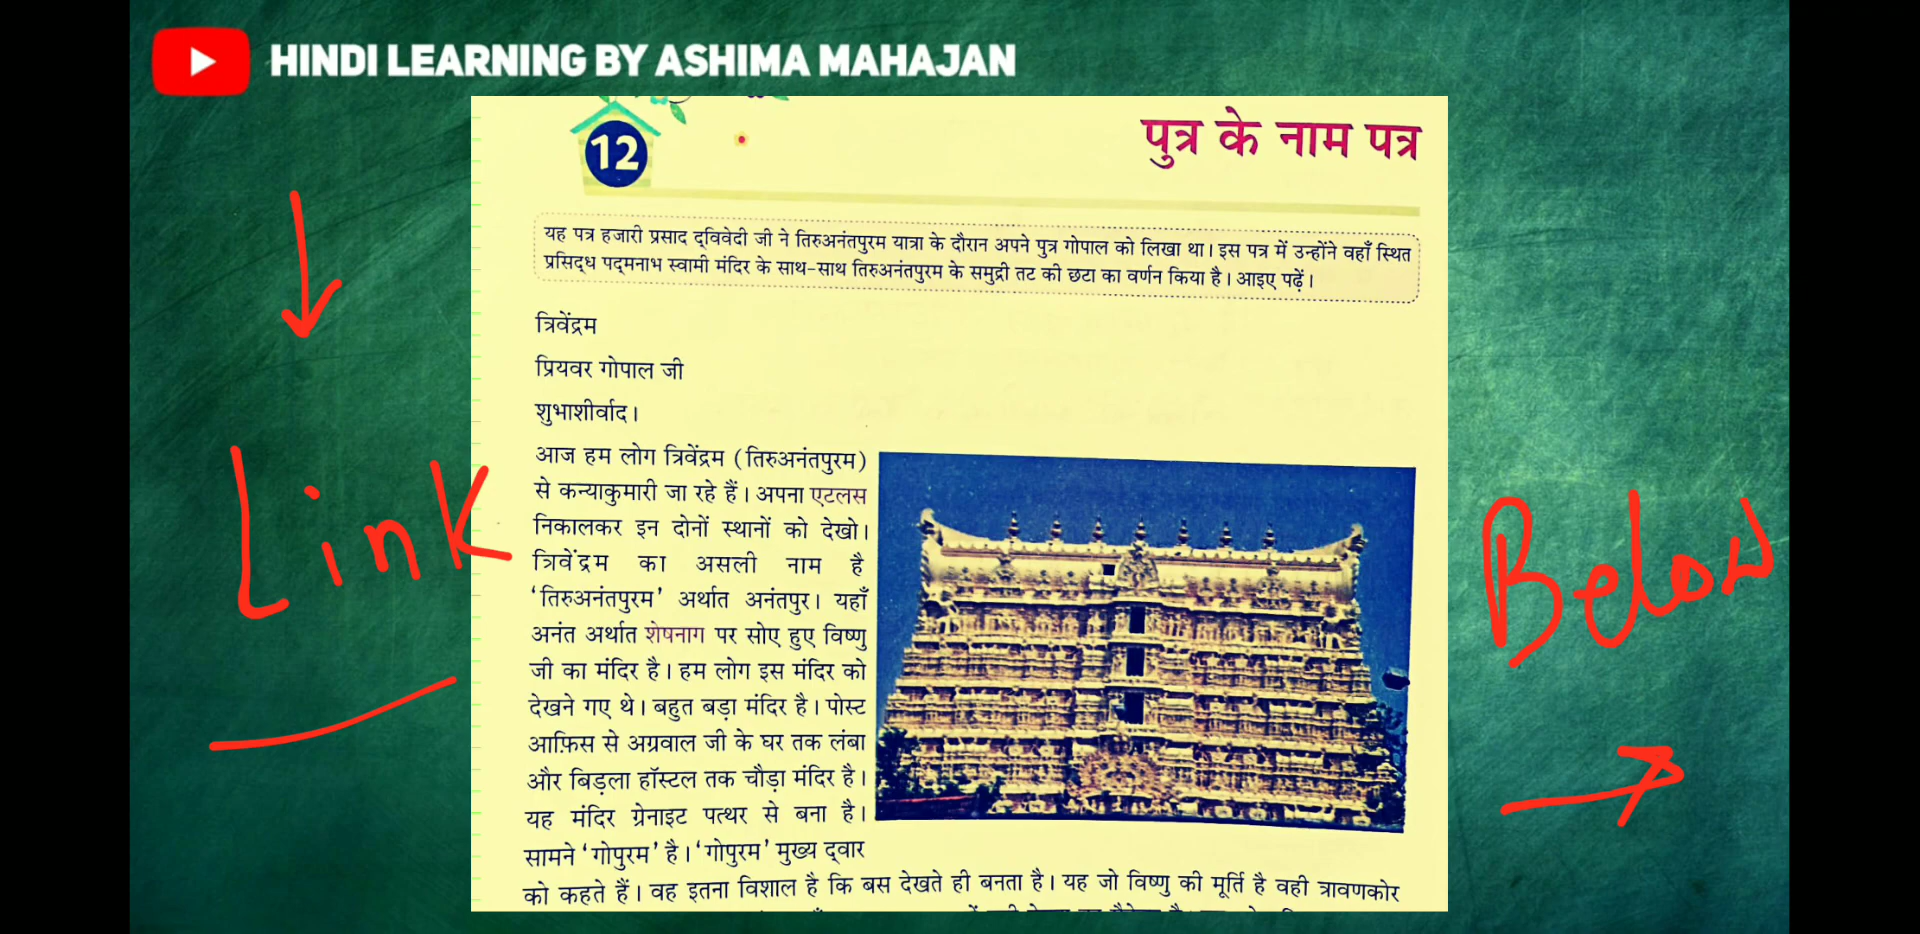 HINDI LEARNING BY ASHIMA MAHAJAN
12
पुत्र के नाम पत्र
यह पत्र हजारी प्रसाद द्विवेदी जी ने तिरुअनंतपुरम यात्रा के दौरान अपने पुत्र गोपाल को लिखा था। इस पत्र में उन्होंने वहाँ स्थित
प्रसिद्ध पद्मनाभ स्वामी मंदिर के साथ-साथ तिरुअनंतपुरम के समुद्री तट की छटा का वर्णन किया है। आइए पढ़ें।
त्रिवेंद्रम
प्रियवर गोपाल जी
शुभाशीर्वाद।
आज हम लोग त्रिवेंद्रम (तिरुअनंतपुरम)
से कन्याकुमारी जा रहे हैं। अपना एटलस
निकालकर इन दोनों स्थानों को देखो।
त्रिवेंद्रम का असली नाम है
‘तिरुअनंतपुरम’ अर्थात अनंतपुर। यहाँ
अनंत अर्थात शेषनाग पर सोए हुए विष्णु
जी का मंदिर है। हम लोग इस मंदिर को
देखने गए थे। बहुत बड़ा मंदिर है। पोस्ट
आफ़िस से अग्रवाल जी के घर तक लंबा
और बिड़ला हॉस्टल तक चौड़ा मंदिर है।
यह मंदिर ग्रेनाइट पत्थर से बना है।
सामने ‘गोपुरम’ है। ‘गोपुरम’ मुख्य द्वार
को कहते हैं। वह इतना विशाल है कि बस देखते ही बनता है। यह जो विष्णु की मूर्ति है वही त्रावणकोर
Link
Below